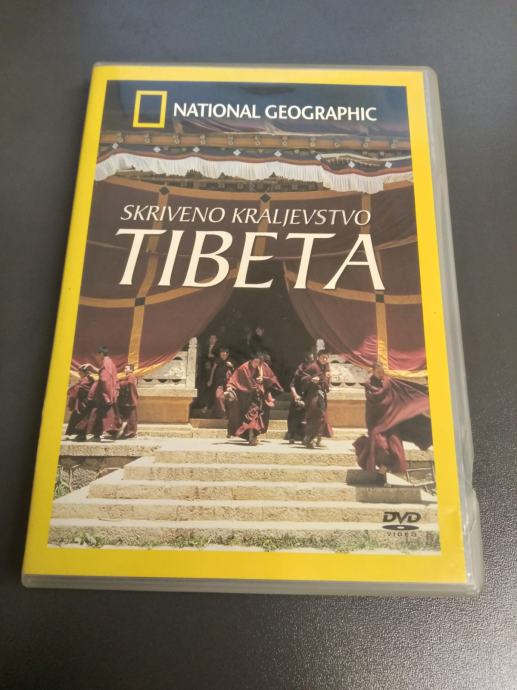 NATIONAL GEOGRAPHIC
SKRIVENO KRALJEVSTVO
TIBETA
DVD
VIDEO